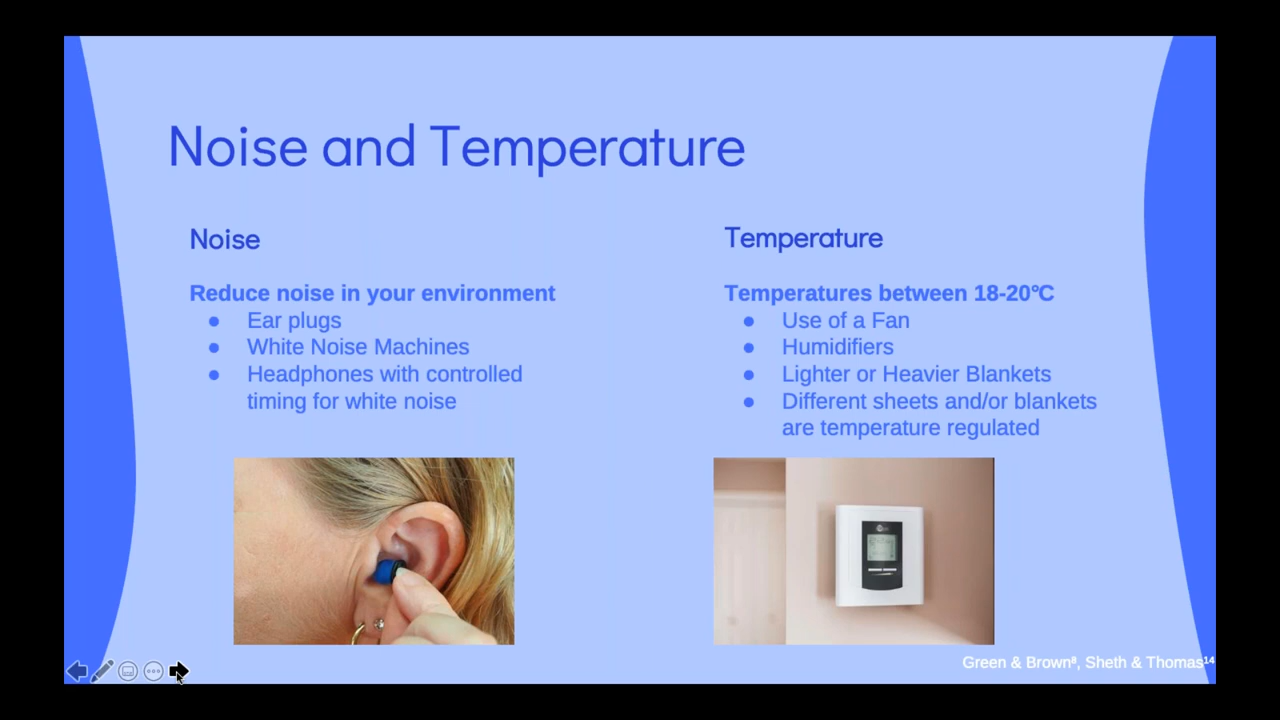 Noise and Temperature
Noise
Reduce noise in your environment
● Ear plugs
● White Noise Machines
● Headphones with controlled
timing for white noise
Temperature
Temperatures between 18-20°C
● Use of a Fan
● Humidifiers
● Lighter or Heavier Blankets
● Different sheets and/or blankets
are temperature regulated
Green & Brown⁸, Sheth & Thomas¹⁴